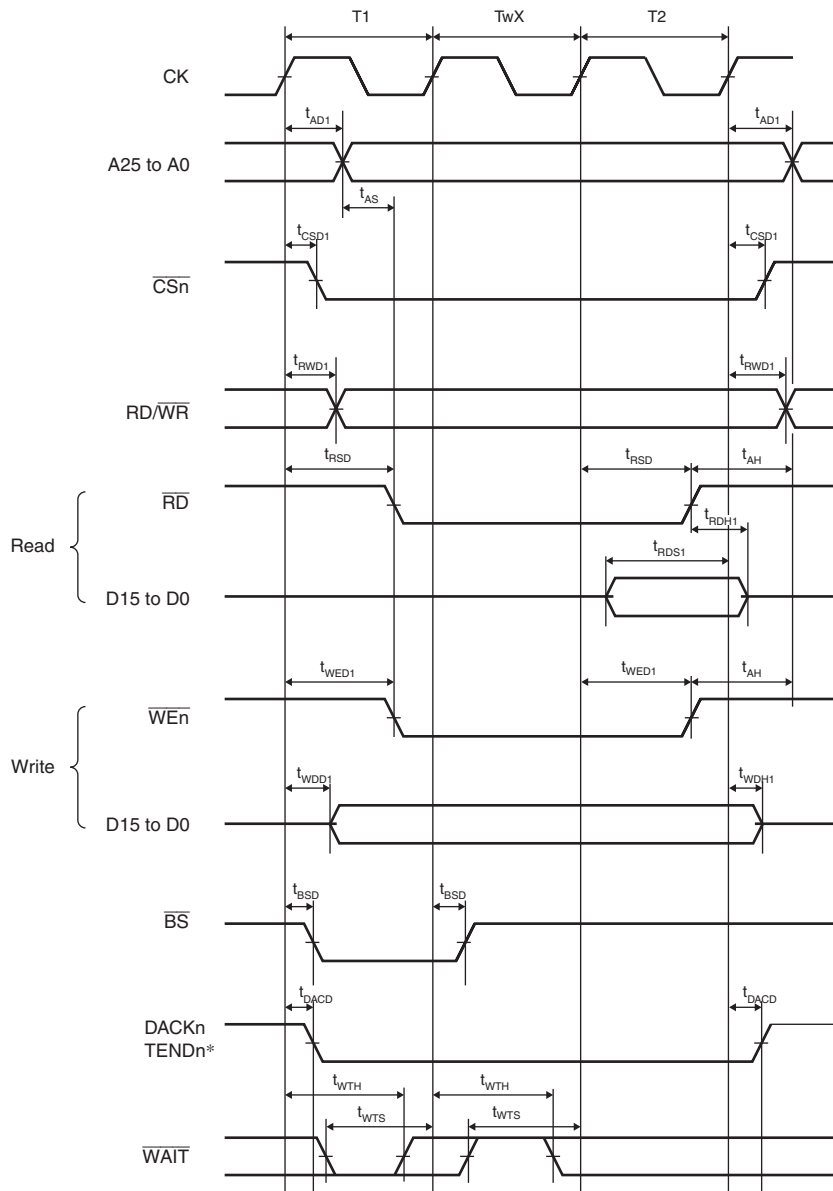 T1 TwX T2
CK
tAD1 tAD1
A25 to A0
tAS
tCSD1 tCSD1
CSn
tRWD1 tRWD1
RD/WR
tRSD tRSD tAH
RD
tRDH1
Read
tRDS1
D15 to D0
tWED1 tWED1 tAH
WEn
Write
tWDD1 tWDH1
D15 to D0
tBSD tBSD
BS
tDACD tDACD
DACKn
TENDn*
tWTH tWTH
tWTS tWTS
WAIT